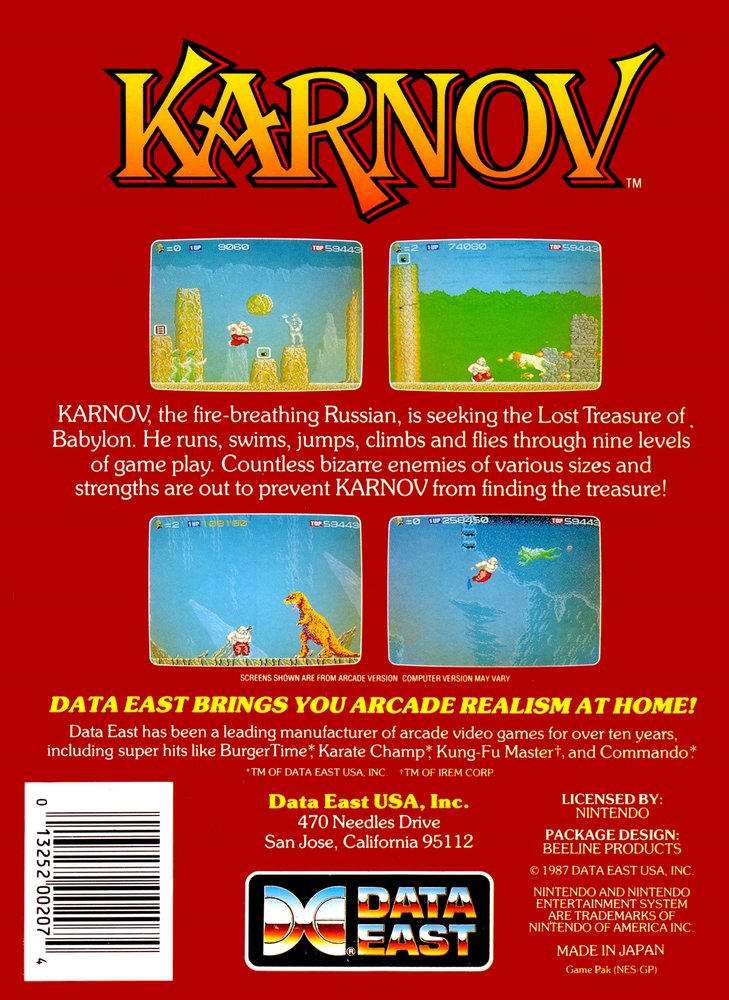 KARNOV
TM
=0 1UP 9060 TOP 59443
=2 1UP 74060 TOP 59443
KARNOV, the fire-breathing Russian, is seeking the Lost Treasure of
Babylon. He runs, swims, jumps, climbs and flies through nine levels
of game play. Countless bizarre enemies of various sizes and
strengths are out to prevent KARNOV from finding the treasure!
=2 1UP TOP 59443
=0 1UP 258450 TOP 59443
SCREENS SHOWN ARE FROM ARCADE VERSION COMPUTER VERSION MAY VARY
DATA EAST BRINGS YOU ARCADE REALISM AT HOME!
Data East has been a leading manufacturer of arcade video games for over ten years,
including super hits like BurgerTime*, Karate Champ*, Kung-Fu Master†, and Commando.*
*TM OF DATA EAST USA, INC. †TM OF IREM CORP.
Data East USA, Inc.
470 Needles Drive
San Jose, California 95112
DATA
EAST
®
LICENSED BY:
NINTENDO
PACKAGE DESIGN:
BEELINE PRODUCTS
© 1987 DATA EAST USA, INC.
NINTENDO AND NINTENDO
ENTERTAINMENT SYSTEM
ARE TRADEMARKS OF
NINTENDO OF AMERICA INC.
MADE IN JAPAN
Game Pak (NES-GP)
0 13252 00207 4